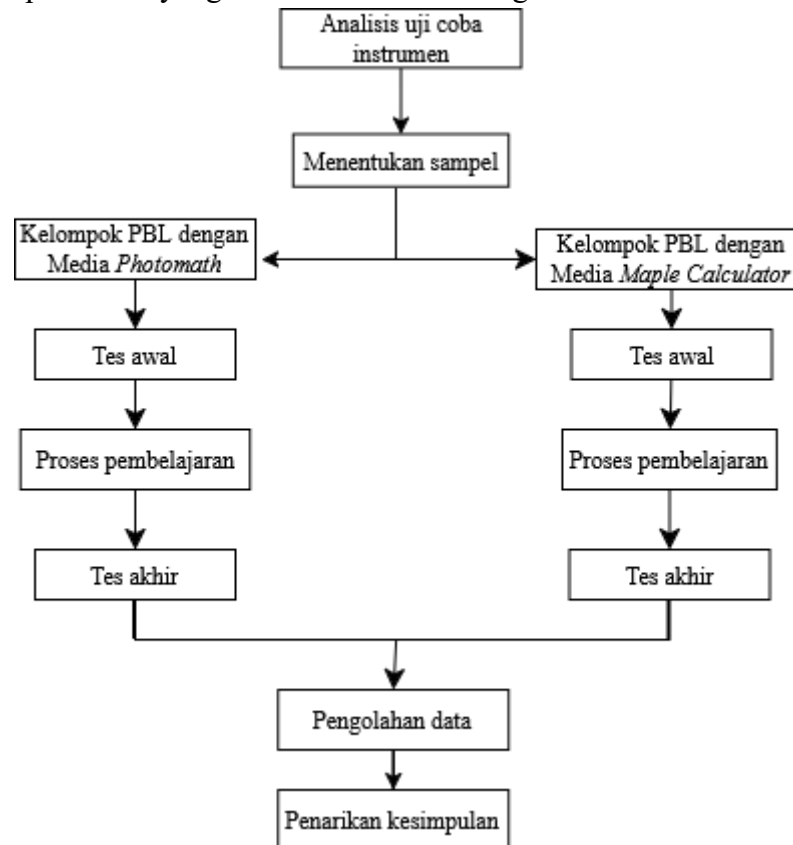 Analisis uji coba
instrumen
Menentukan sampel
Kelompok PBL dengan
Media Photomath
Tes awal
Proses pembelajaran
Tes akhir
Kelompok PBL dengan
Media Maple Calculator
Tes awal
Proses pembelajaran
Tes akhir
Pengolahan data
Penarikan kesimpulan